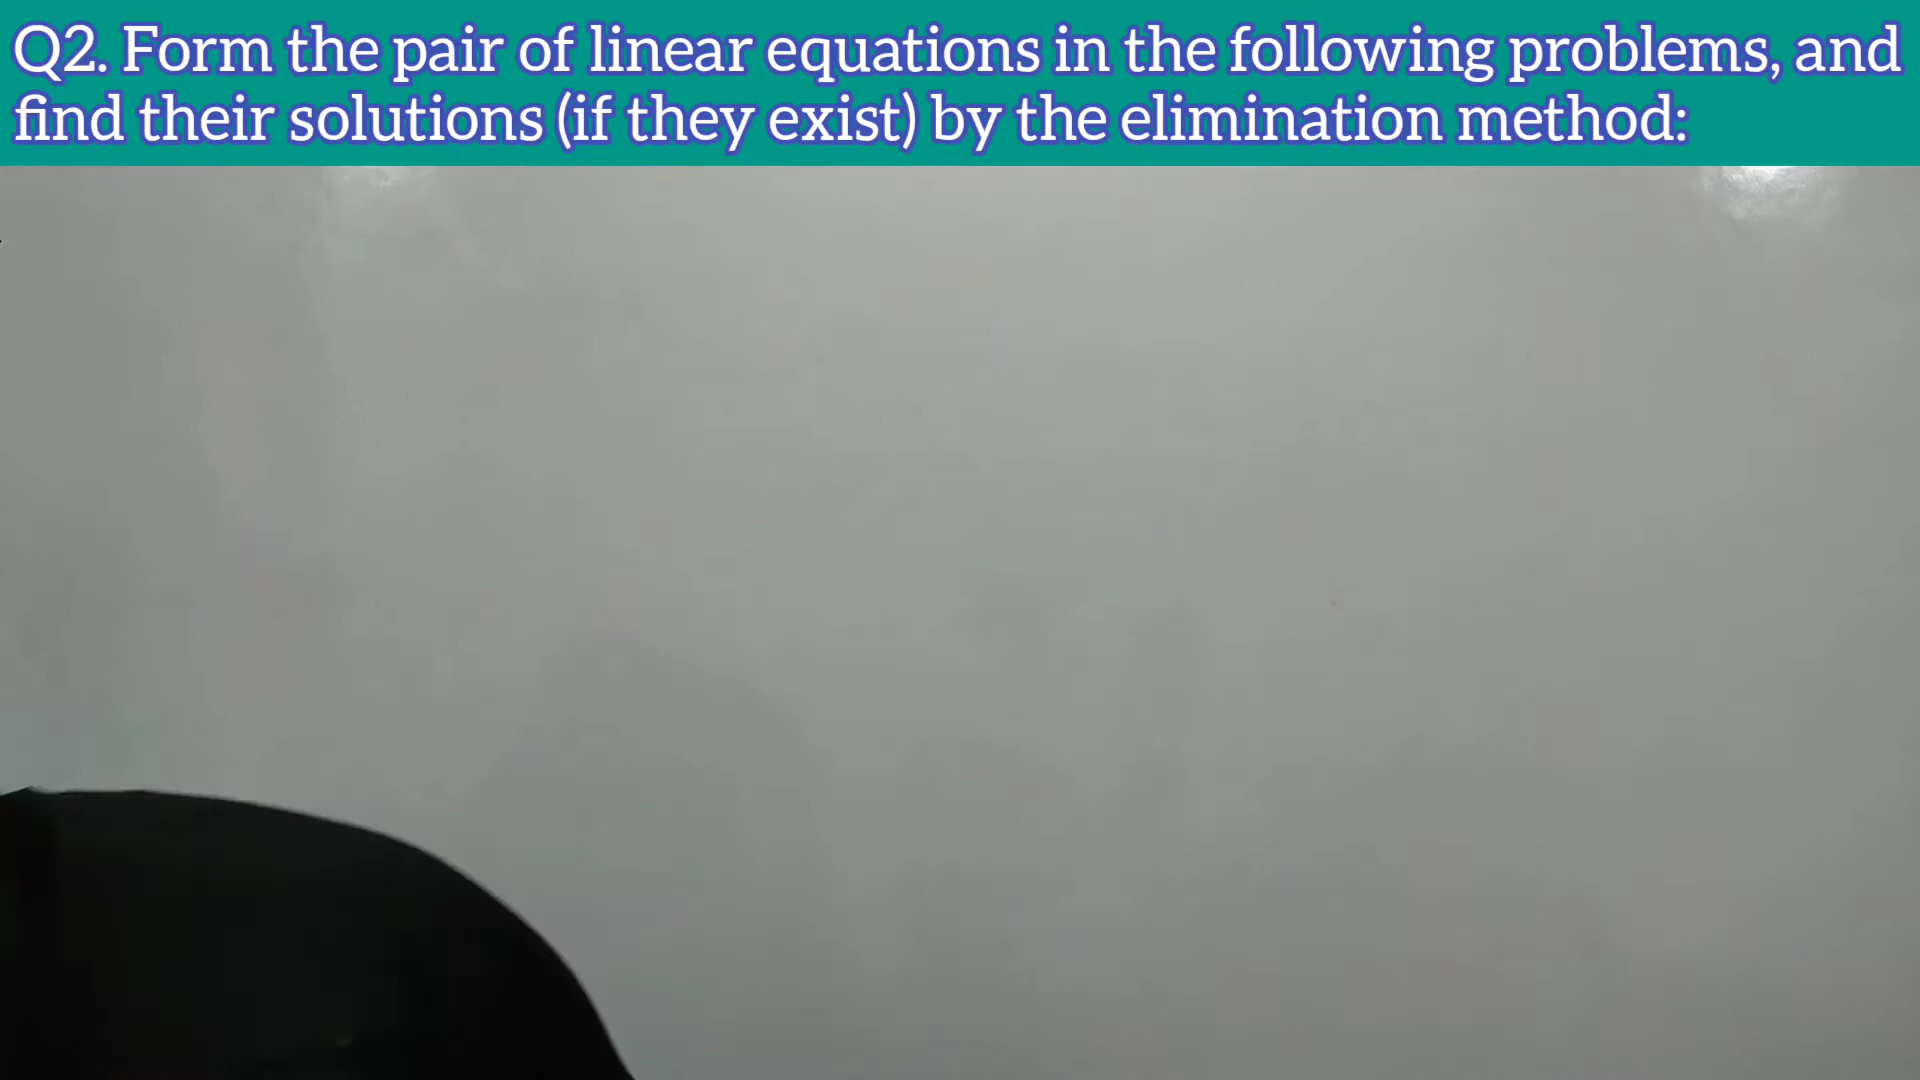 Q2. Form the pair of linear equations in the following problems, and
find their solutions (if they exist) by the elimination method: